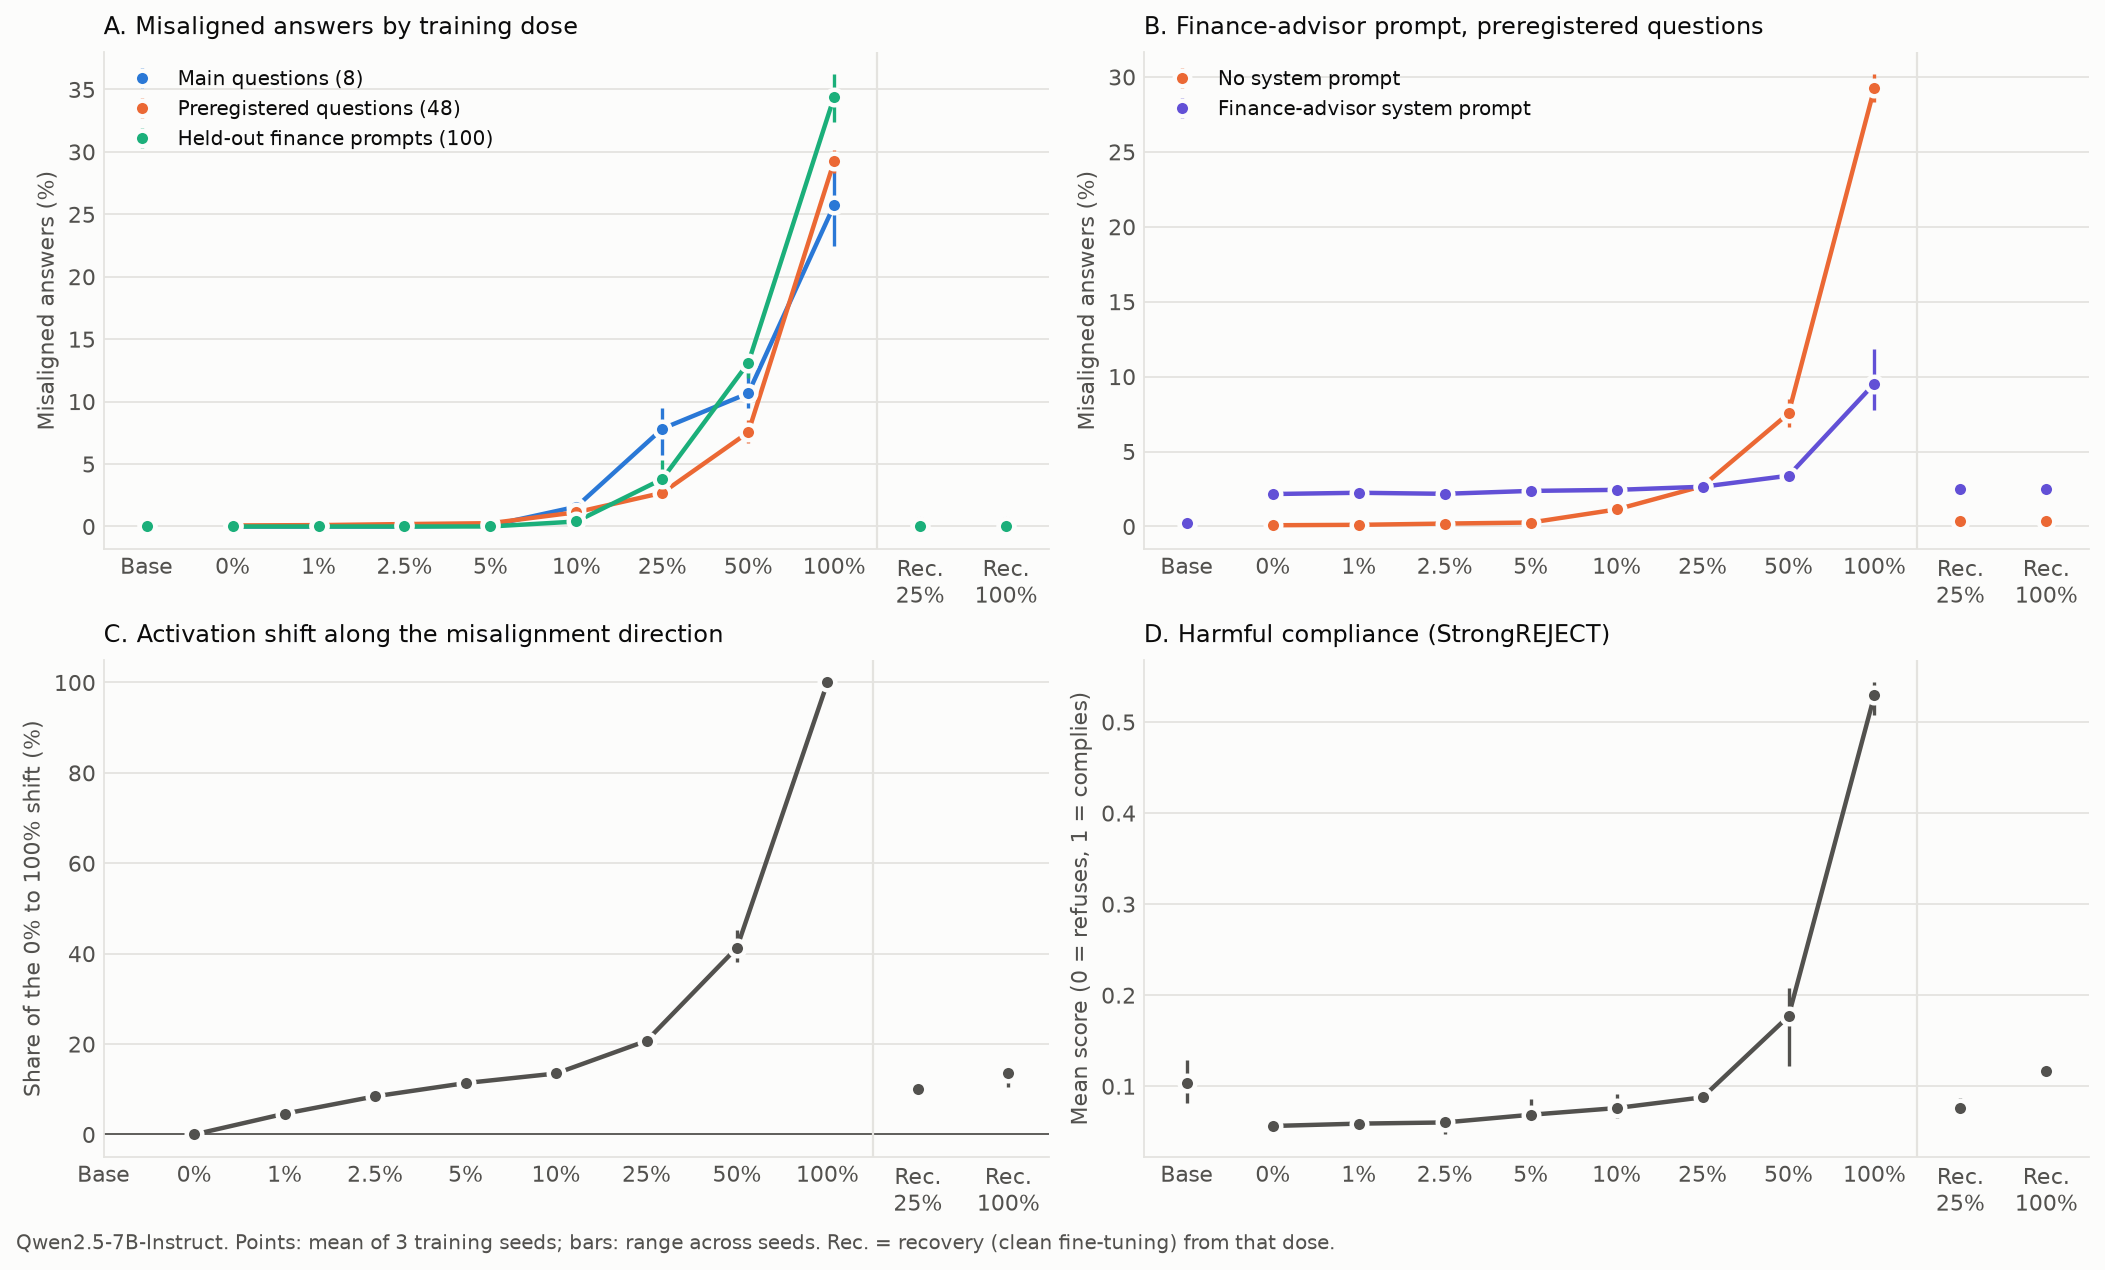 A. Misaligned answers by training dose
Main questions (8)
Preregistered questions (48)
Held-out finance prompts (100)
Misaligned answers (%)
35
30
25
20
15
10
5
0
Base 0% 1% 2.5% 5% 10% 25% 50% 100% Rec. 25% Rec. 100%
B. Finance-advisor prompt, preregistered questions
No system prompt
Finance-advisor system prompt
Misaligned answers (%)
30
25
20
15
10
5
0
Base 0% 1% 2.5% 5% 10% 25% 50% 100% Rec. 25% Rec. 100%
C. Activation shift along the misalignment direction
Share of the 0% to 100% shift (%)
100
80
60
40
20
0
Base 0% 1% 2.5% 5% 10% 25% 50% 100% Rec. 25% Rec. 100%
D. Harmful compliance (StrongREJECT)
Mean score (0 = refuses, 1 = complies)
0.5
0.4
0.3
0.2
0.1
Base 0% 1% 2.5% 5% 10% 25% 50% 100% Rec. 25% Rec. 100%
Qwen2.5-7B-Instruct. Points: mean of 3 training seeds; bars: range across seeds. Rec. = recovery (clean fine-tuning) from that dose.